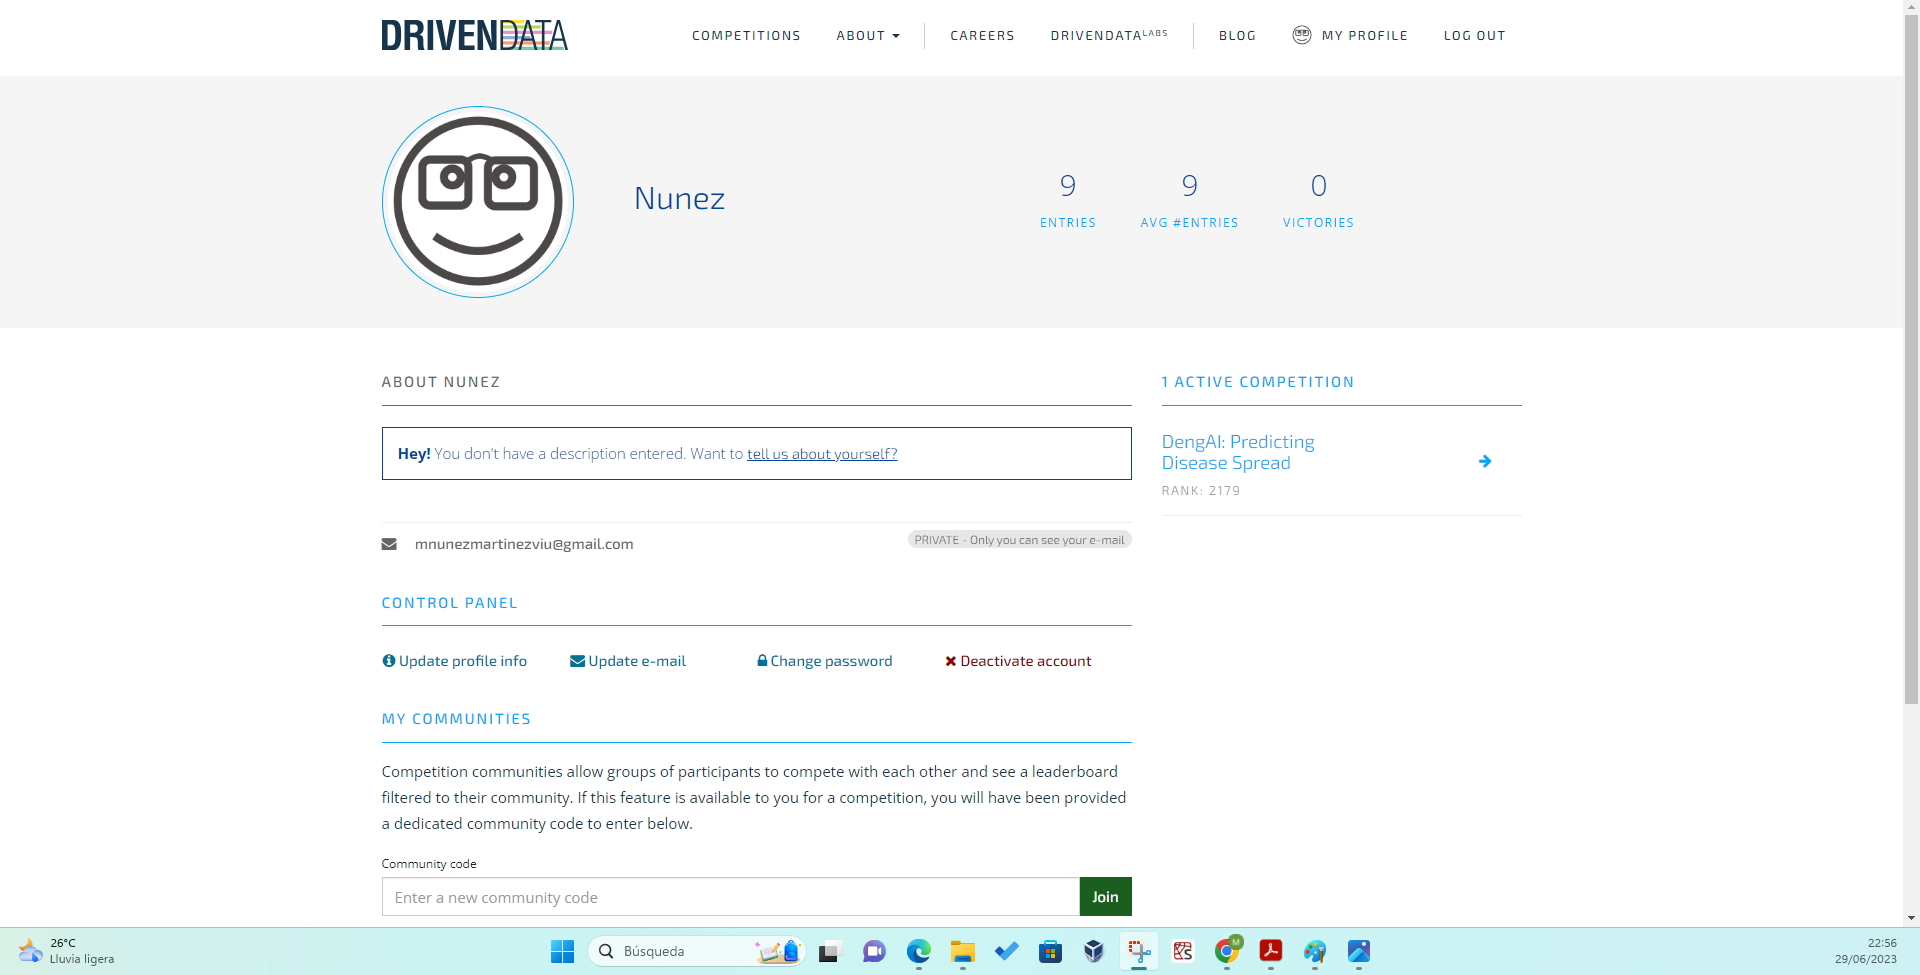 DRIVENDATA
COMPETITIONS
ABOUT
CAREERS
DRIVENDATALABS
BLOG
MY PROFILE
LOG OUT
Nunez
9
ENTRIES
9
AVG #ENTRIES
0
VICTORIES
ABOUT NUNEZ
Hey! You don't have a description entered. Want to tell us about yourself?
mnunezmartinezviu@gmail.com
PRIVATE - Only you can see your e-mail
CONTROL PANEL
Update profile info
Update e-mail
Change password
Deactivate account
MY COMMUNITIES
Competition communities allow groups of participants to compete with each other and see a leaderboard
filtered to their community. If this feature is available to you for a competition, you will have been provided
a dedicated community code to enter below.
Community code
Enter a new community code
Join
1 ACTIVE COMPETITION
DengAI: Predicting
Disease Spread
RANK: 2179
26°C
Lluvia ligera
Búsqueda
M
22:56
29/06/2023